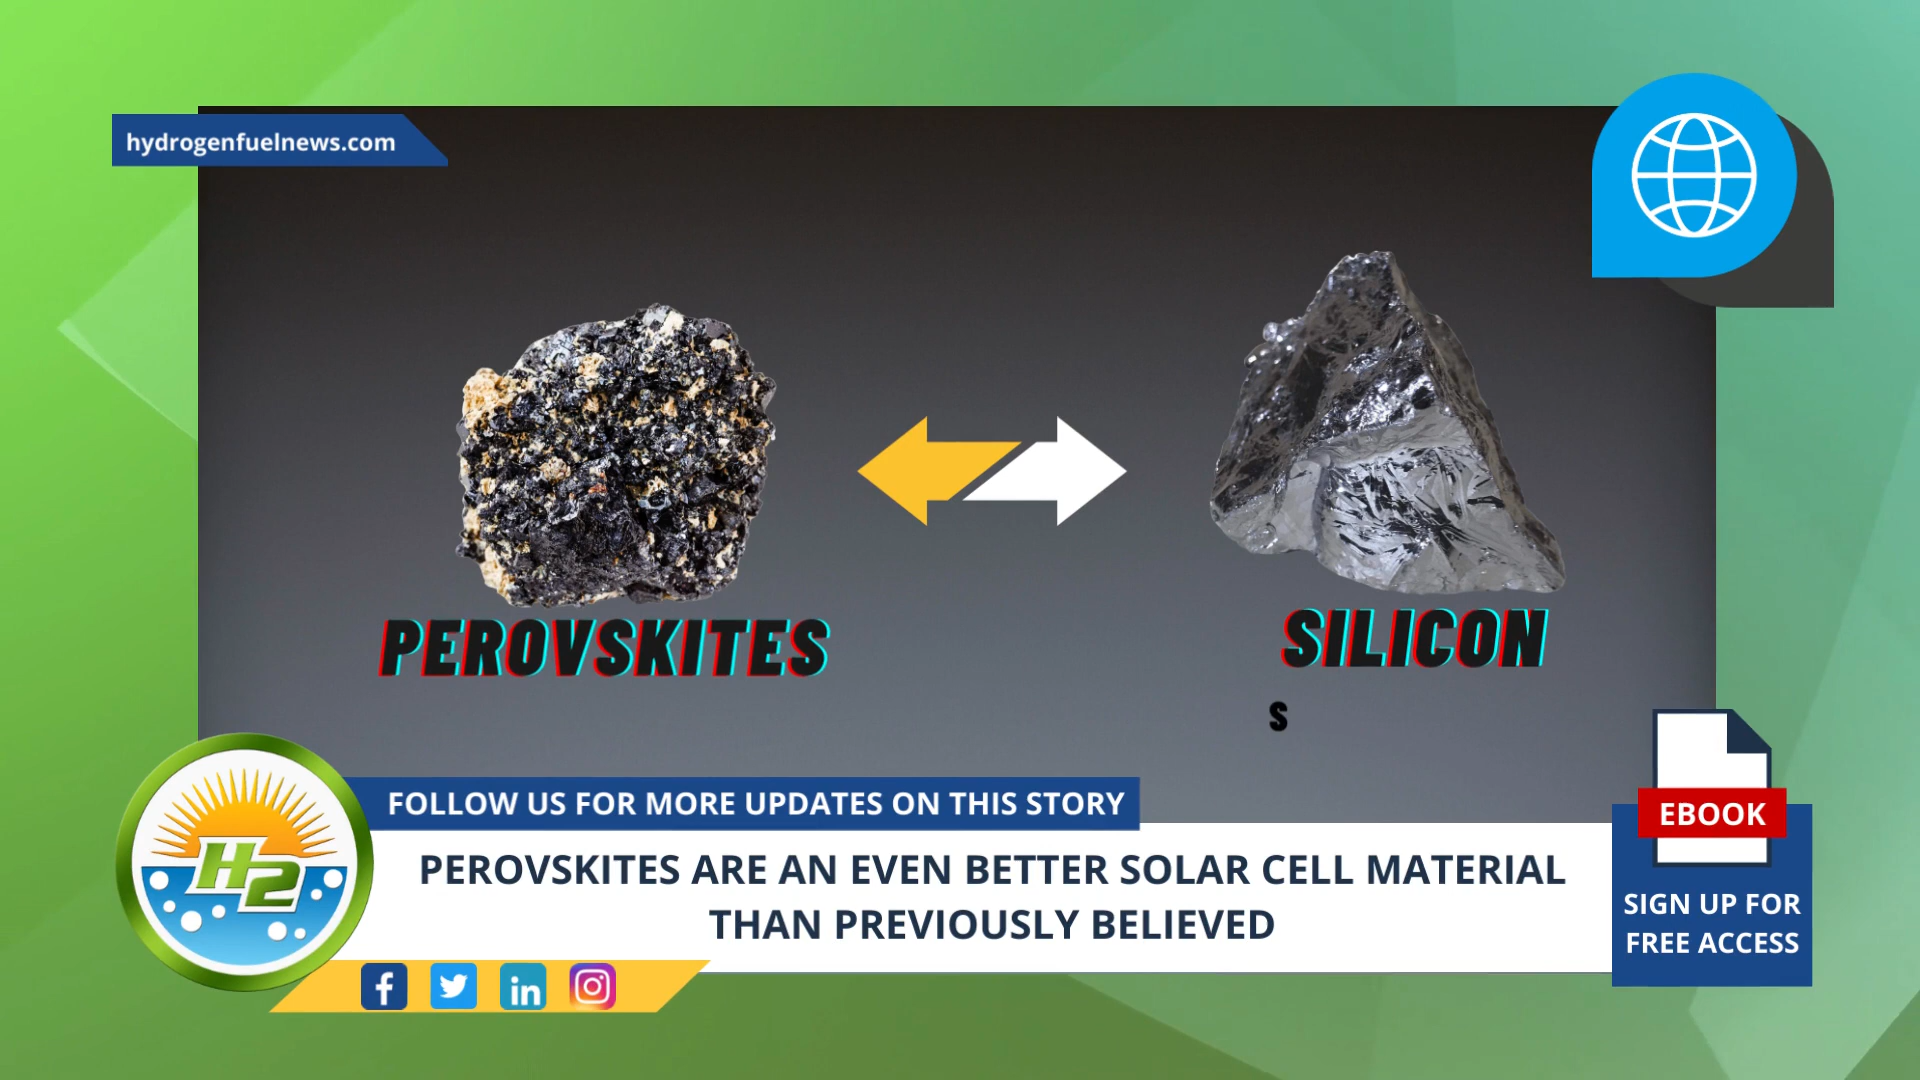 hydrogenfuelnews.com
PEROVSKITES
SILICON
S
FOLLOW US FOR MORE UPDATES ON THIS STORY
PEROVSKITES ARE AN EVEN BETTER SOLAR CELL MATERIAL
THAN PREVIOUSLY BELIEVED
H2
EBOOK
SIGN UP FOR
FREE ACCESS